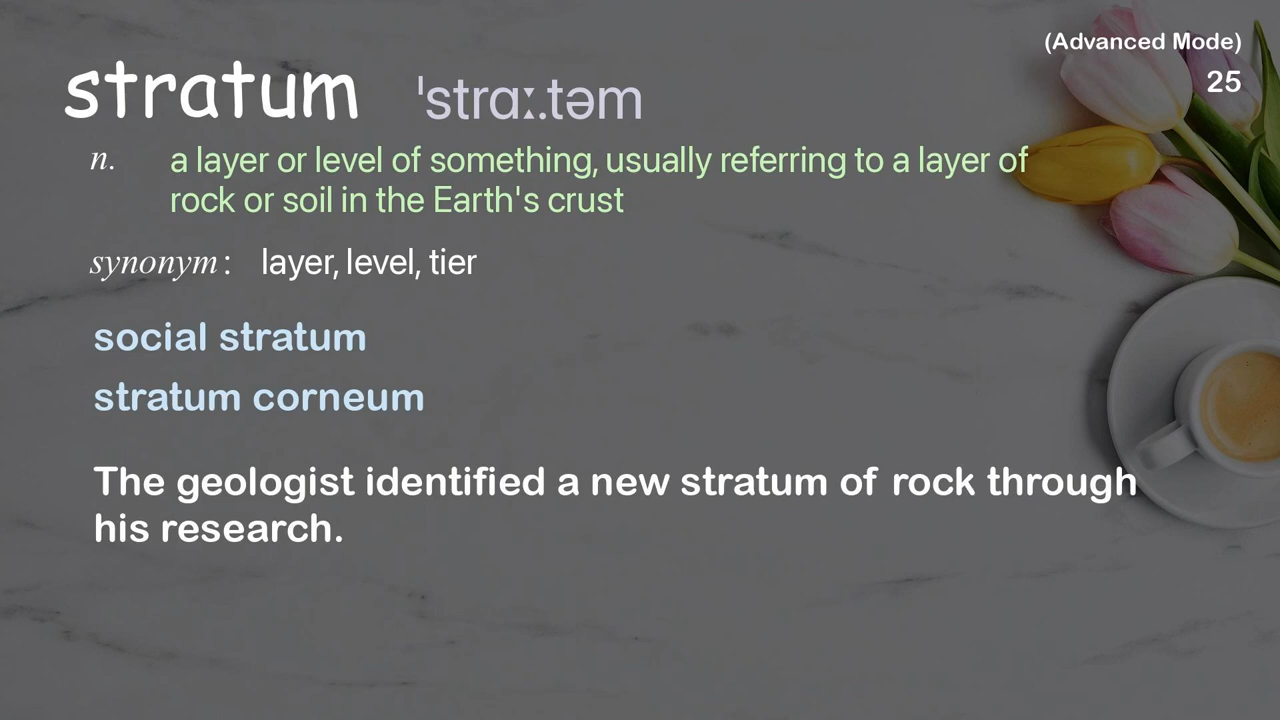 (Advanced Mode)
25
stratum ˈstrɑː.təm
n. a layer or level of something, usually referring to a layer of
rock or soil in the Earth's crust
synonym: layer, level, tier
social stratum
stratum corneum
The geologist identified a new stratum of rock through
his research.